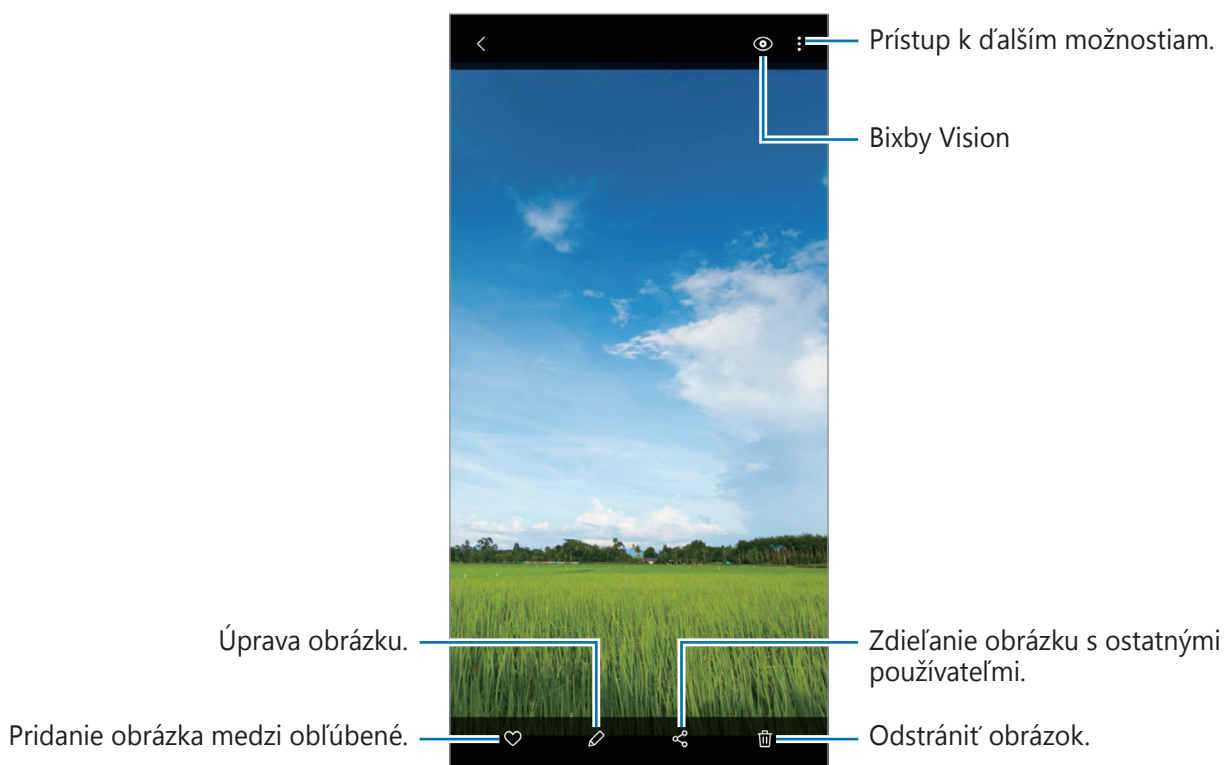 Prístup k ďalším možnostiam.
Bixby Vision
Úprava obrázku.
Zdieľanie obrázku s ostatnými
používateľmi.
Pridanie obrázka medzi obľúbené.
Odstrániť obrázok.